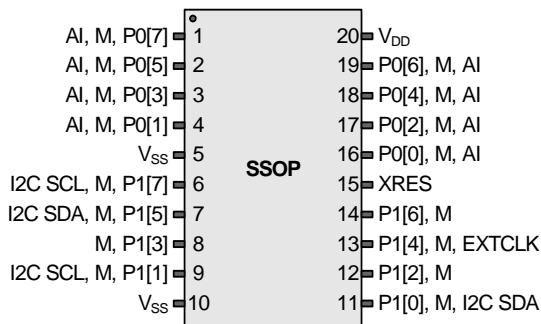 AI, M, P0[7] 1 20 VDD
AI, M, P0[5] 2 19 P0[6], M, AI
AI, M, P0[3] 3 18 P0[4], M, AI
AI, M, P0[1] 4 17 P0[2], M, AI
VSS 5 16 P0[0], M, AI
SSOP
I2C SCL, M, P1[7] 6 15 XRES
I2C SDA, M, P1[5] 7 14 P1[6], M
M, P1[3] 8 13 P1[4], M, EXTCLK
I2C SCL, M, P1[1] 9 12 P1[2], M
VSS 10 11 P1[0], M, I2C SDA